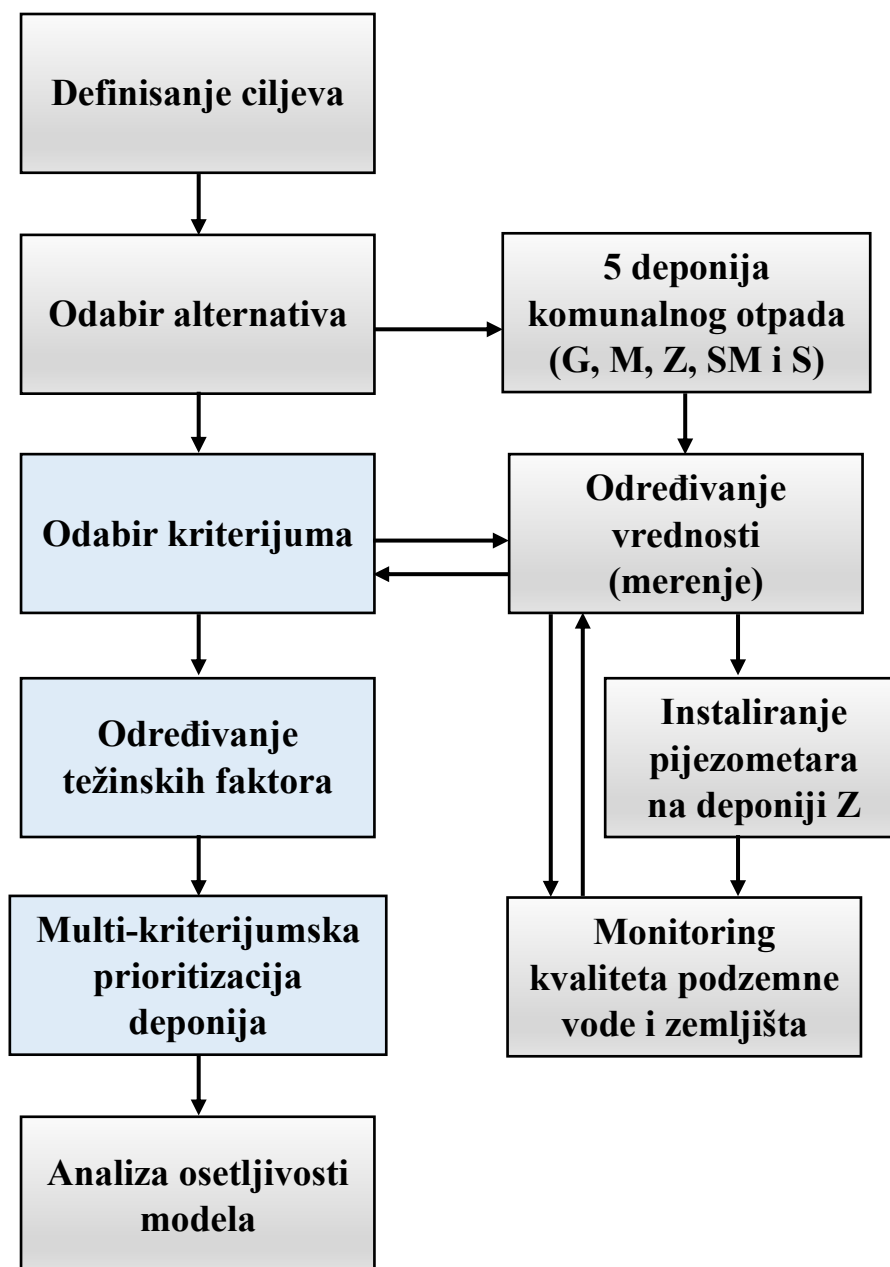 Definisanje ciljeva
Odabir alternativa
5 deponija
komunalnog otpada
(G, M, Z, SM i S)
Odabir kriterijuma
Određivanje
vrednosti
(merenje)
Određivanje
težinskih faktora
Instaliranje
pijezometara
na deponiji Z
Multi-kriterijumska
prioritizacija
deponija
Monitoring
kvaliteta podzemne
vode i zemljišta
Analiza osetljivosti
modela